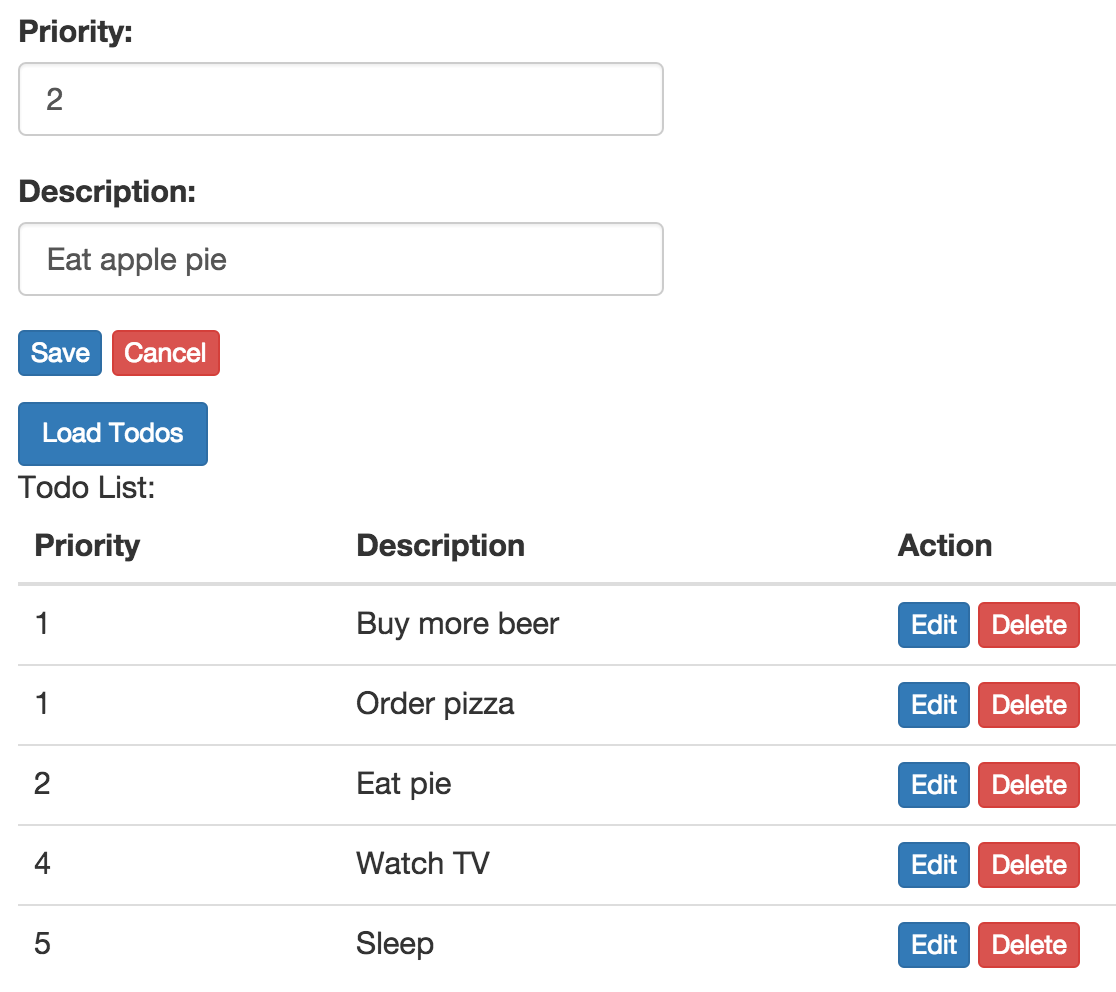 Priority:
2
Description:
Eat apple pie
Save Cancel
Load Todos
Todo List:
Priority Description Action
1 Buy more beer Edit Delete
1 Order pizza Edit Delete
2 Eat pie Edit Delete
4 Watch TV Edit Delete
5 Sleep Edit Delete